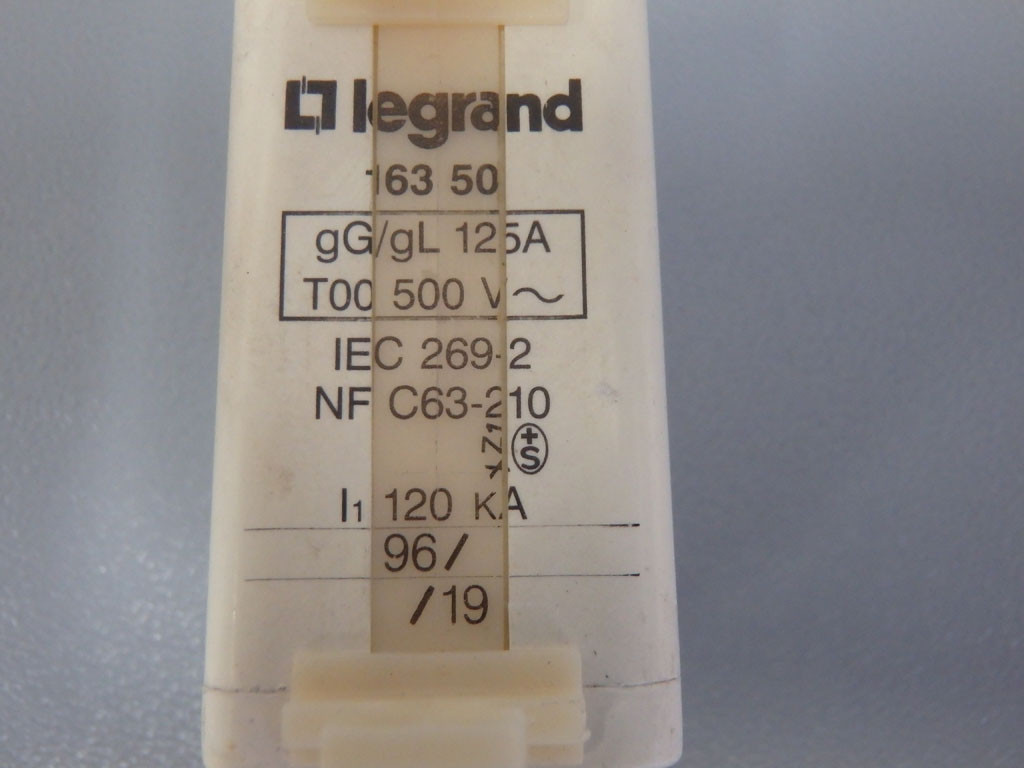 legrand
163 50
gG/gL 125A
T00 500 V~
IEC 269-2
NF C63-210
+S
I1 120 KA
96/
/19